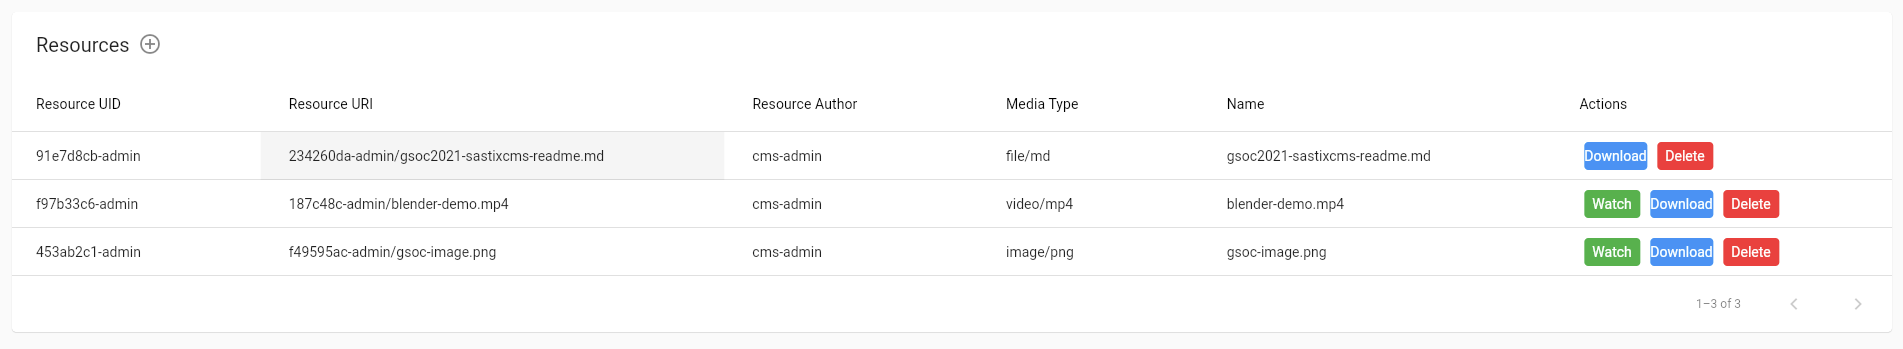 Resources
Resource UID Resource URI Resource Author Media Type Name Actions
91e7d8cb-admin 234260da-admin/gsoc2021-sastixcms-readme.md cms-admin file/md gsoc2021-sastixcms-readme.md Download Delete
f97b33c6-admin 187c48c-admin/blender-demo.mp4 cms-admin video/mp4 blender-demo.mp4 Watch Download Delete
453ab2c1-admin f49595ac-admin/gsoc-image.png cms-admin image/png gsoc-image.png Watch Download Delete
1–3 of 3